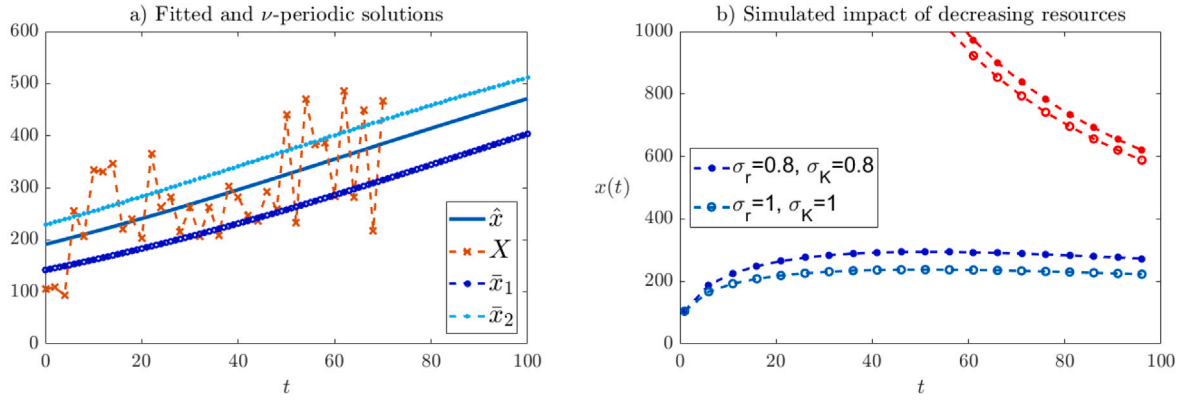 a) Fitted and ν-periodic solutions
600
500
400
300
200
100
0
0
20
40
60
80
100
t
x̂
X
x̄₁
x̄₂
b) Simulated impact of decreasing resources
1000
800
600
400
200
0
x(t)
0
20
40
60
80
100
t
σᵣ=0.8, σ_K=0.8
σᵣ=1, σ_K=1